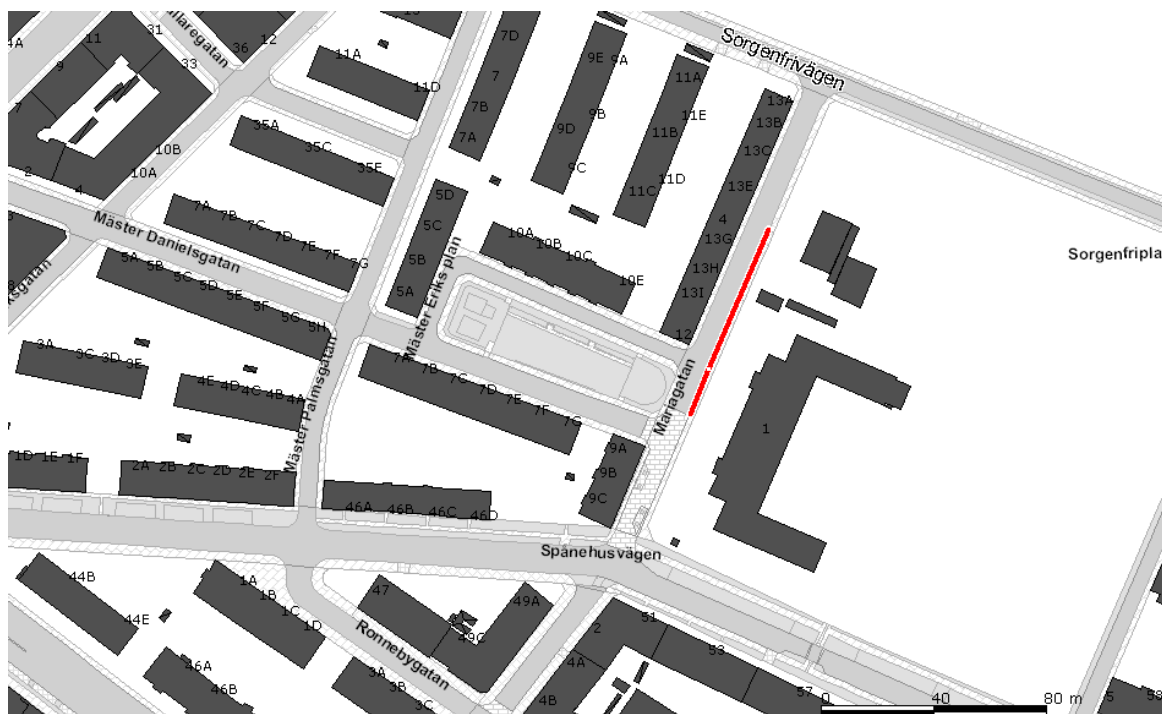 Sorgenfrivägen
Mäster Danielsgatan
Mäster Eriks plan
Mäster Palmsgatan
Mariagatan
Sorgenfripla
Spånehusvägen
Ronnebygatan
4A
11
31
33
36
12
9
7
2
4
10A
10B
11A
11D
35A
35C
35E
7D
7
7B
7A
9E
9A
9B
9D
9C
11A
11E
11B
11D
11C
13A
13B
13C
13E
4
13G
13H
13I
12
7A
7B
7C
7D
7E
7F
7G
5D
5C
5B
5A
10A
10B
10C
10E
5A
5B
5C
5D
5E
5F
5G
5H
3A
3C
3D
3E
4E
4D
4C
4B
4A
7A
7B
7C
7D
7E
7F
7G
9A
9B
9C
1
1D
1E
1F
2A
2B
2C
2D
2E
2F
46A
46B
46C
46D
44B
44E
1A
1B
1C
1D
47
49A
49C
46A
46B
3A
3B
3C
2
4A
4B
51
53
57
0 40 80 m